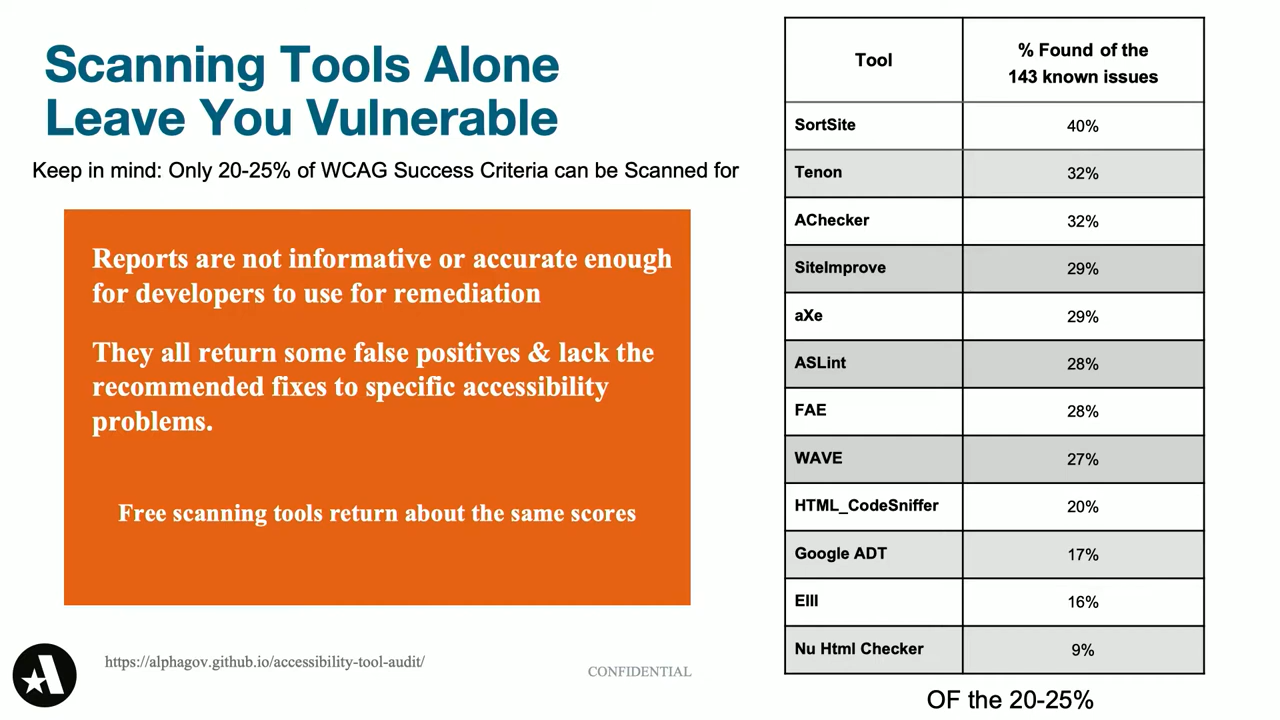 Scanning Tools Alone
Leave You Vulnerable
Keep in mind: Only 20-25% of WCAG Success Criteria can be Scanned for
Reports are not informative or accurate enough
for developers to use for remediation
They all return some false positives & lack the
recommended fixes to specific accessibility
problems.
Free scanning tools return about the same scores
https://alphagov.github.io/accessibility-tool-audit/
CONFIDENTIAL
Tool % Found of the
143 known issues
SortSite 40%
Tenon 32%
AChecker 32%
SiteImprove 29%
aXe 29%
ASLint 28%
FAE 28%
WAVE 27%
HTML_CodeSniffer 20%
Google ADT 17%
EIII 16%
Nu Html Checker 9%
OF the 20-25%